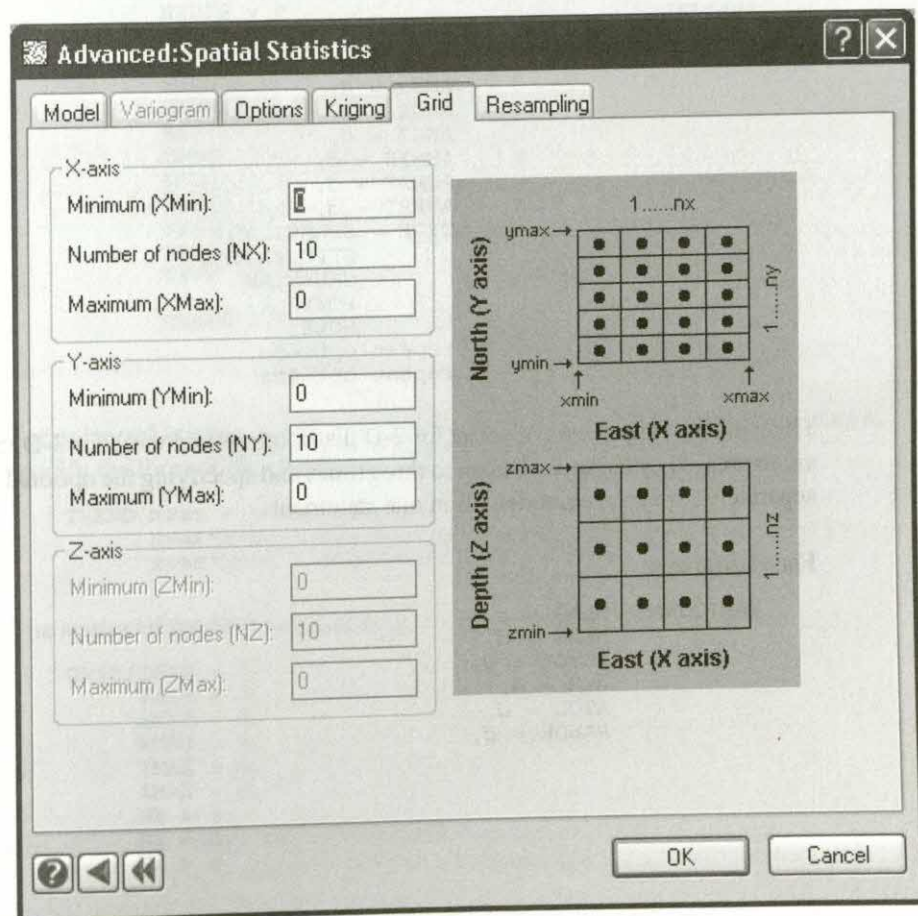 Advanced:Spatial Statistics
Model Variogram Options Kriging Grid Resampling
X-axis
Minimum (XMin): 0
Number of nodes (NX): 10
Maximum (XMax): 0
Y-axis
Minimum (YMin): 0
Number of nodes (NY): 10
Maximum (YMax): 0
Z-axis
Minimum (ZMin): 0
Number of nodes (NZ): 10
Maximum (ZMax): 0
1......nx
ymax
North (Y axis)
1......ny
ymin
xmin xmax
East (X axis)
zmax
Depth (Z axis)
1......nz
zmin
East (X axis)
OK Cancel